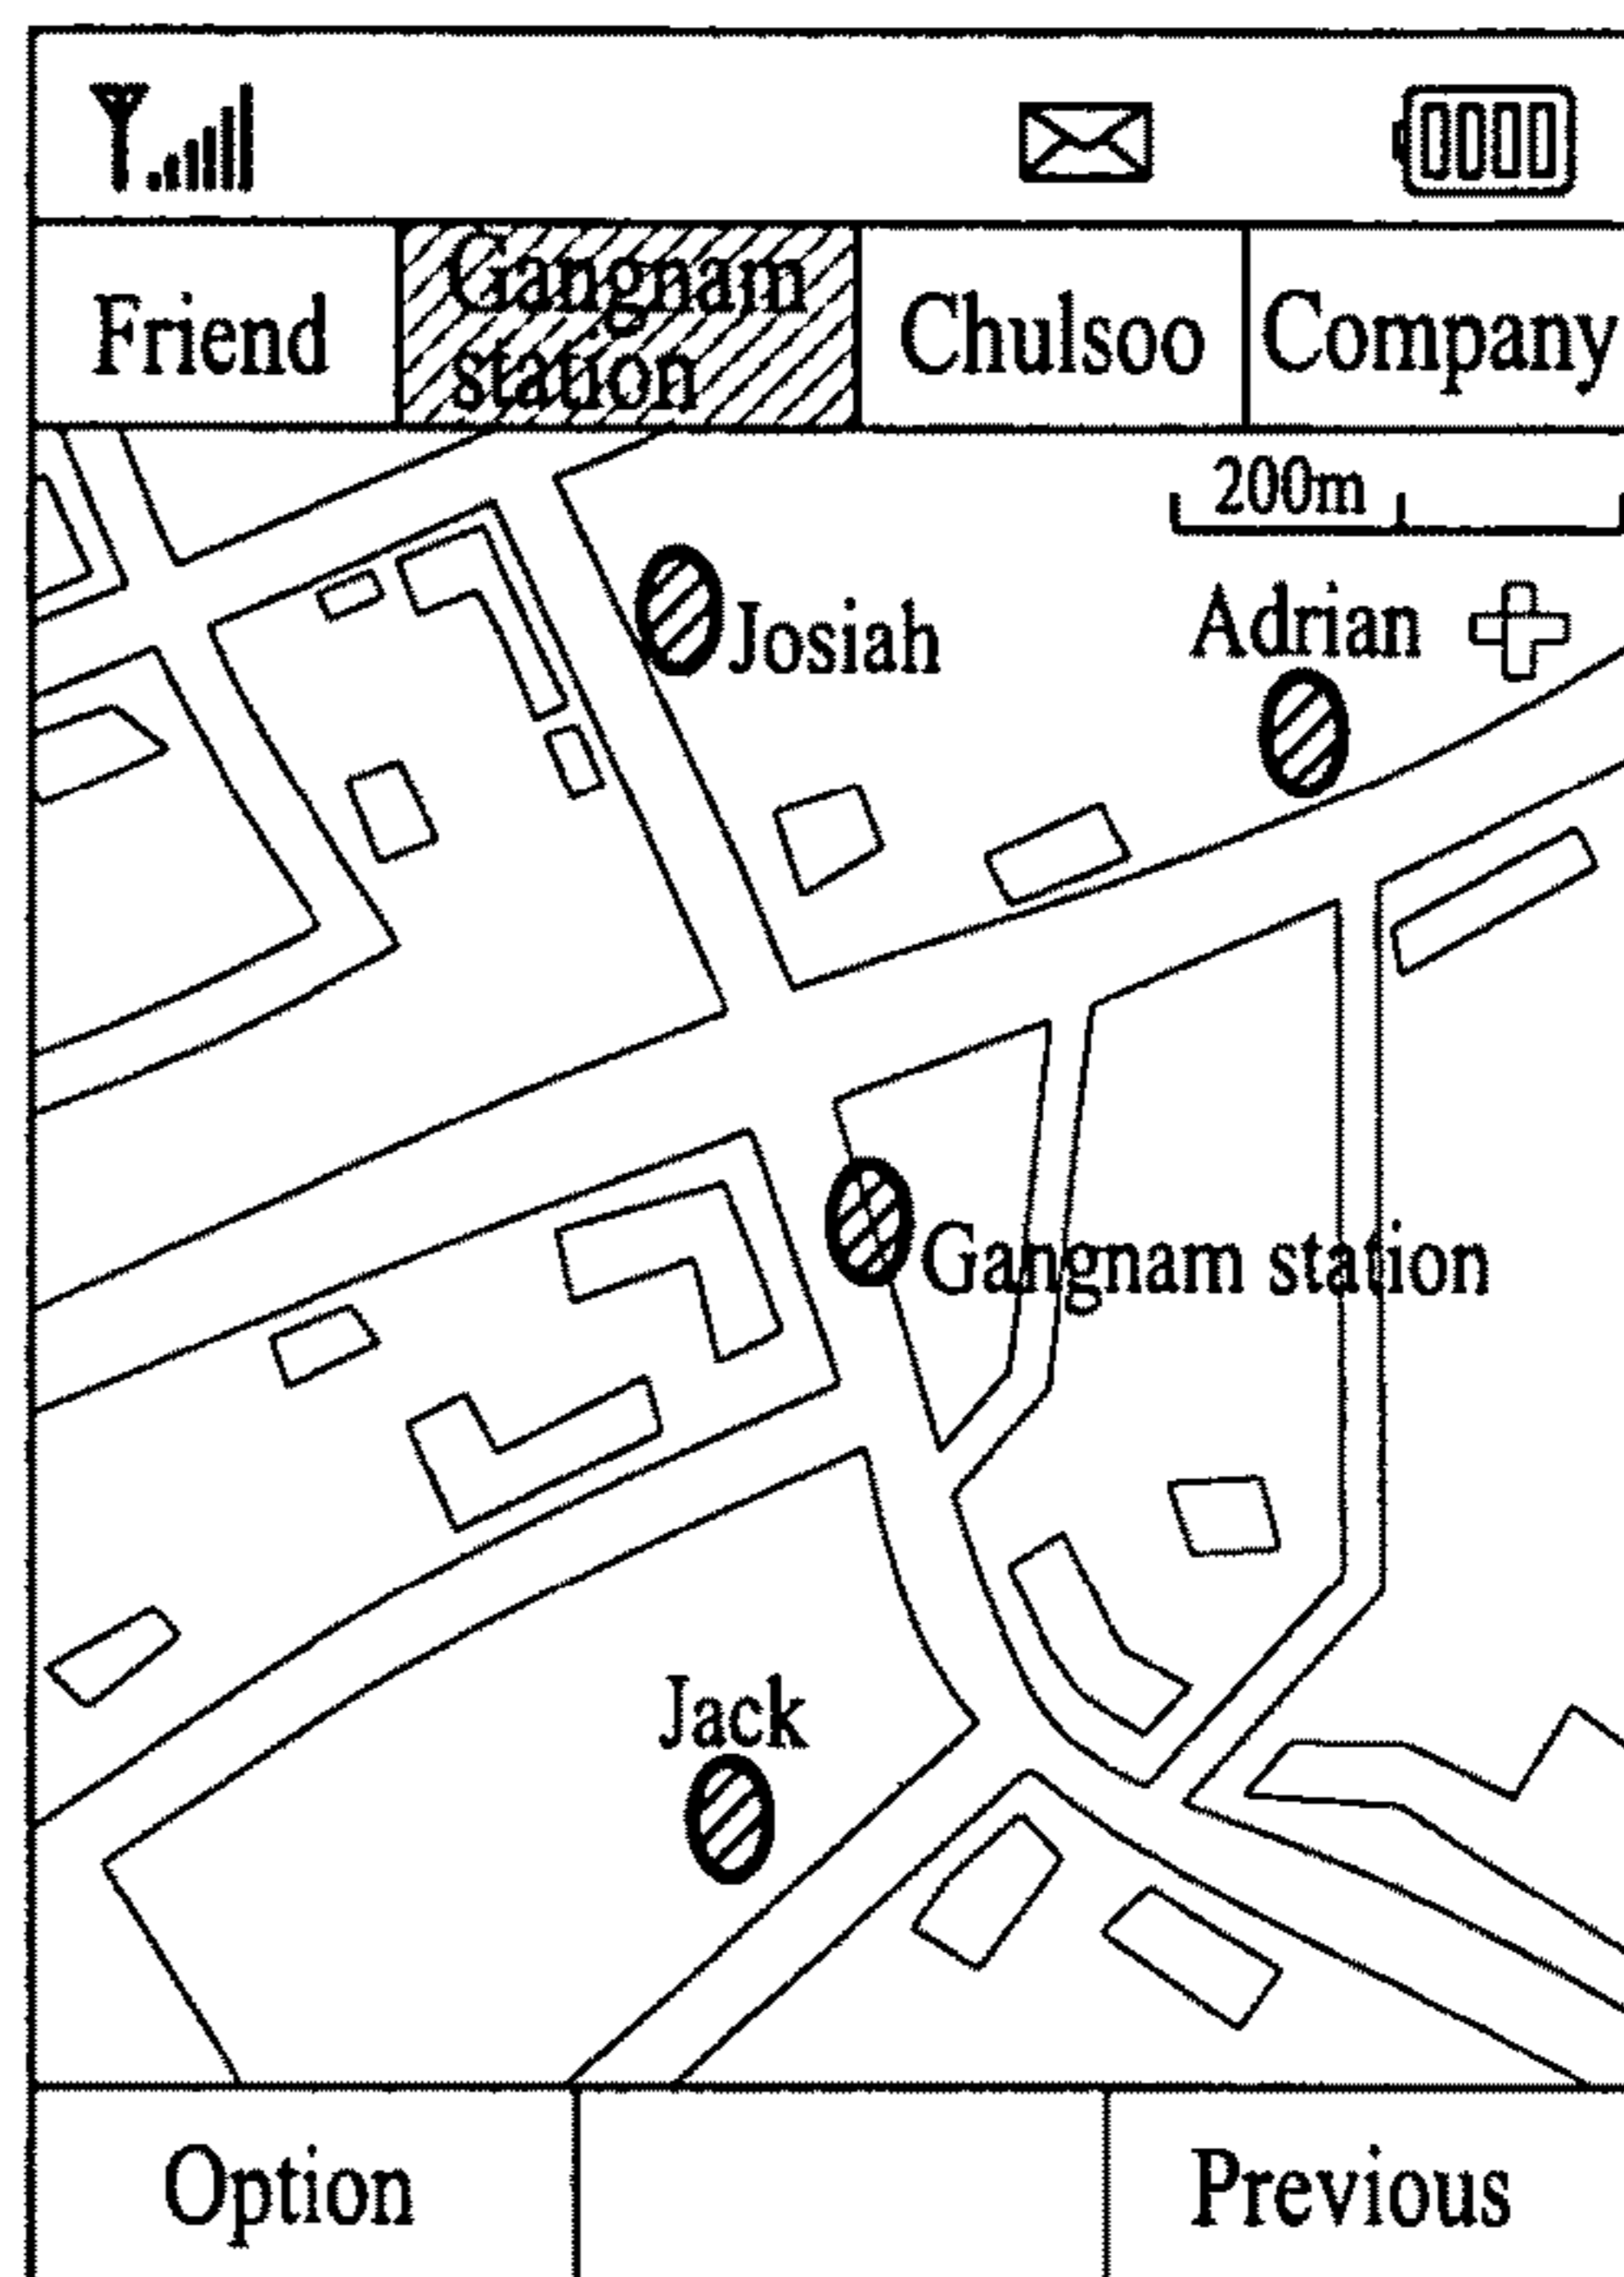 Friend
Gangnam
station
Chulsoo
Company
200m
Josiah
Adrian
Gangnam station
Jack
Option
Previous